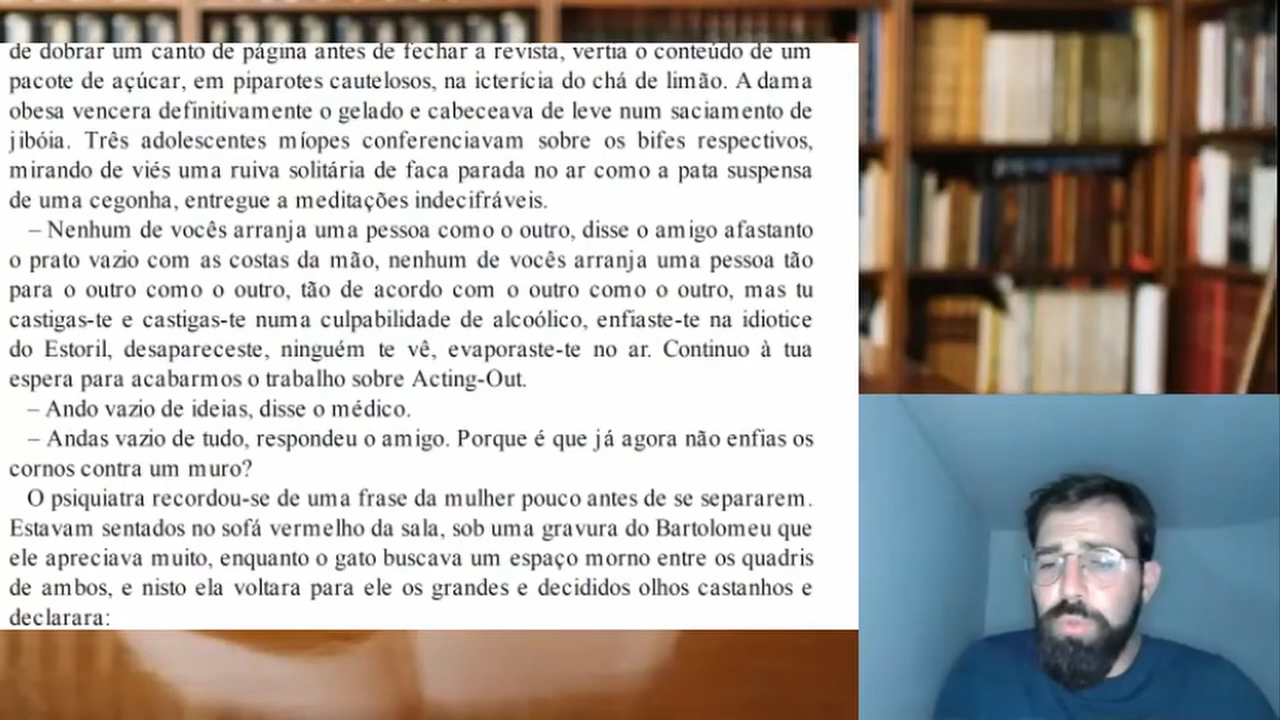 de dobrar um canto de página antes de fechar a revista, vertia o conteúdo de um
pacote de açúcar, em piparotes cautelosos, na icterícia do chá de limão. A dama
obesa vencera definitivamente o gelado e cabeceava de leve num saciamento de
jibóia. Três adolescentes míopes conferenciavam sobre os bifes respectivos,
mirando de viés uma ruiva solitária de faca parada no ar como a pata suspensa
de uma cegonha, entregue a meditações indecifráveis.
– Nenhum de vocês arranja uma pessoa como o outro, disse o amigo afastanto
o prato vazio com as costas da mão, nenhum de vocês arranja uma pessoa tão
para o outro como o outro, tão de acordo com o outro como o outro, mas tu
castigas-te e castigas-te numa culpabilidade de alcoólico, enfiaste-te na idiotice
do Estoril, desapareceste, ninguém te vê, evaporaste-te no ar. Continuo à tua
espera para acabarmos o trabalho sobre Acting-Out.
– Ando vazio de ideias, disse o médico.
– Andas vazio de tudo, respondeu o amigo. Porque é que já agora não enfias os
cornos contra um muro?
O psiquiatra recordou-se de uma frase da mulher pouco antes de se separarem.
Estavam sentados no sofá vermelho da sala, sob uma gravura do Bartolomeu que
ele apreciava muito, enquanto o gato buscava um espaço morno entre os quadris
de ambos, e nisto ela voltara para ele os grandes e decididos olhos castanhos e
declarara: